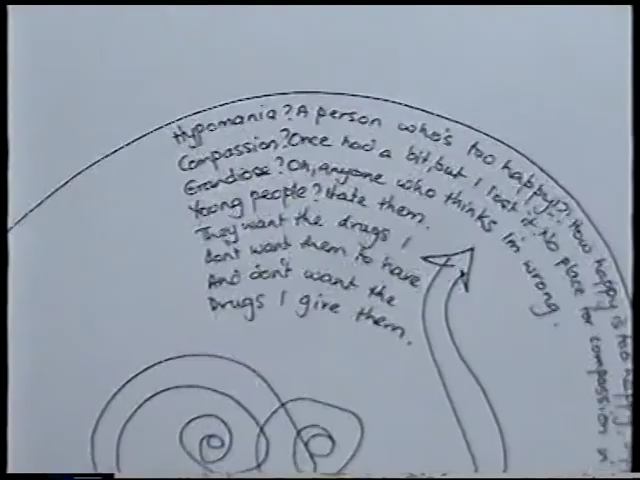 Hypomania? A person who's too happy!? How happy is too happy.
Compassion? Once had a bit, but I lost it. No place for compassion
Grandiose? Oh, anyone who thinks I'm wrong.
Young people? Hate them.
They want the drugs I
dont want them to have
And don't want the
Drugs I give them.